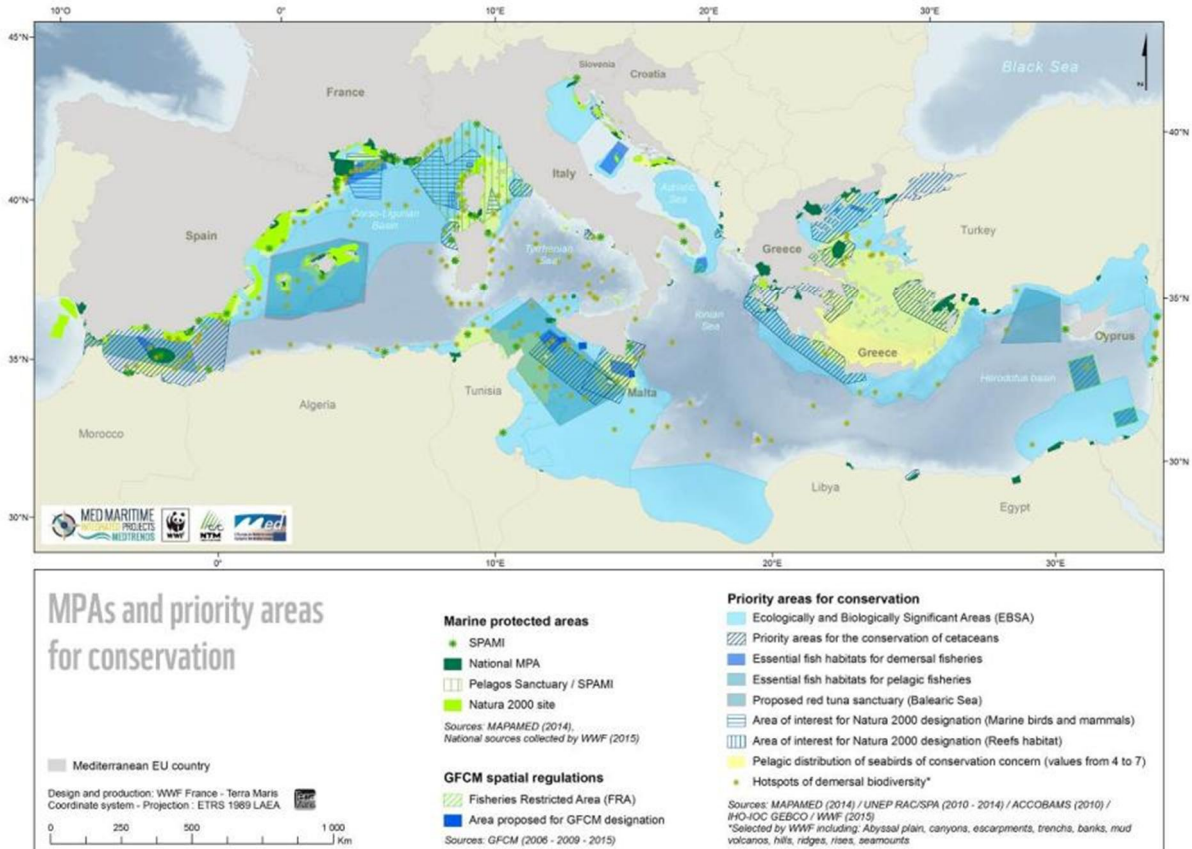 10°O
0°
10°E
20°E
30°E
45°N
Slovenia
Croatia
Black Sea
France
N
40°N
Italy
40°N
Corso-Ligurian
Basin
Adriatic
Sea
Spain
Tyrrhenian
Sea
Greece
Turkey
35°N
Ionian
Sea
35°N
Greece
Cyprus
Herodotus basin
Tunisia
Malta
Algeria
Morocco
30°N
Libya
Egypt
30°N
MED MARITIME
INTEGRATED PROJECTS
MEDTRENDS
WWF
NTM
Med
0°
10°E
20°E
30°E
MPAs and priority areas
for conservation
Mediterranean EU country
Design and production: WWF France - Terra Maris
Coordinate system - Projection : ETRS 1989 LAEA
0 250 500 1 000
Km
Marine protected areas
SPAMI
National MPA
Pelagos Sanctuary / SPAMI
Natura 2000 site
Sources: MAPAMED (2014),
National sources collected by WWF (2015)
GFCM spatial regulations
Fisheries Restricted Area (FRA)
Area proposed for GFCM designation
Sources: GFCM (2006 - 2009 - 2015)
Priority areas for conservation
Ecologically and Biologically Significant Areas (EBSA)
Priority areas for the conservation of cetaceans
Essential fish habitats for demersal fisheries
Essential fish habitats for pelagic fisheries
Proposed red tuna sanctuary (Balearic Sea)
Area of interest for Natura 2000 designation (Marine birds and mammals)
Area of interest for Natura 2000 designation (Reefs habitat)
Pelagic distribution of seabirds of conservation concern (values from 4 to 7)
Hotspots of demersal biodiversity*
Sources: MAPAMED (2014) / UNEP RAC/SPA (2010 - 2014) / ACCOBAMS (2010) /
IHO-IOC GEBCO / WWF (2015)
*Selected by WWF including: Abyssal plain, canyons, escarpments, trenchs, banks, mud
volcanos, hills, ridges, rises, seamounts